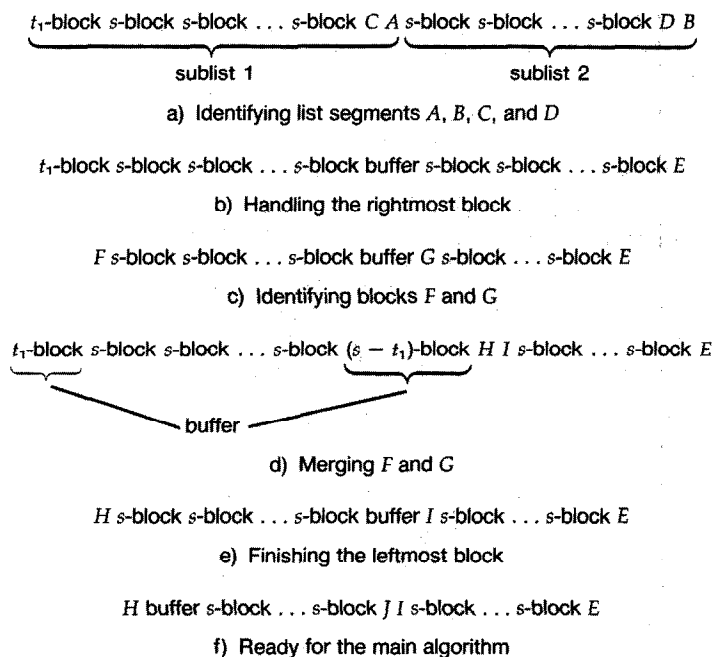 t₁-block s-block s-block ... s-block C A s-block s-block ... s-block D B
sublist 1 sublist 2
a) Identifying list segments A, B, C, and D
t₁-block s-block s-block ... s-block buffer s-block s-block ... s-block E
b) Handling the rightmost block
F s-block s-block ... s-block buffer G s-block ... s-block E
c) Identifying blocks F and G
t₁-block s-block s-block ... s-block (s − t₁)-block H I s-block ... s-block E
buffer
d) Merging F and G
H s-block s-block ... s-block buffer I s-block ... s-block E
e) Finishing the leftmost block
H buffer s-block ... s-block J I s-block ... s-block E
f) Ready for the main algorithm